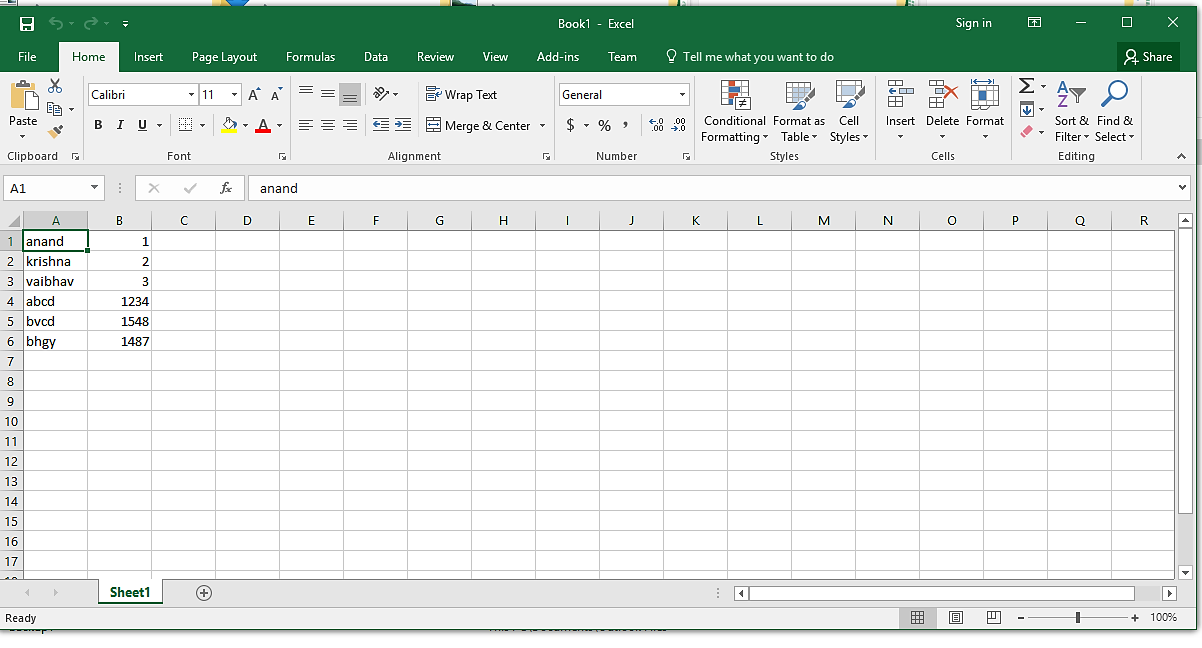 Book1 - Excel
Sign in
File Home Insert Page Layout Formulas Data Review View Add-ins Team Tell me what you want to do Share
Calibri 11 Wrap Text General
Paste B I U Merge & Center $ % , Conditional Formatting Format as Table Cell Styles Insert Delete Format Sort & Filter Find & Select
Clipboard Font Alignment Number Styles Cells Editing
A1 fx anand
A B C D E F G H I J K L M N O P Q R
1 anand 1
2 krishna 2
3 vaibhav 3
4 abcd 1234
5 bvcd 1548
6 bhgy 1487
7
8
9
10
11
12
13
14
15
16
17
Sheet1
Ready 100%